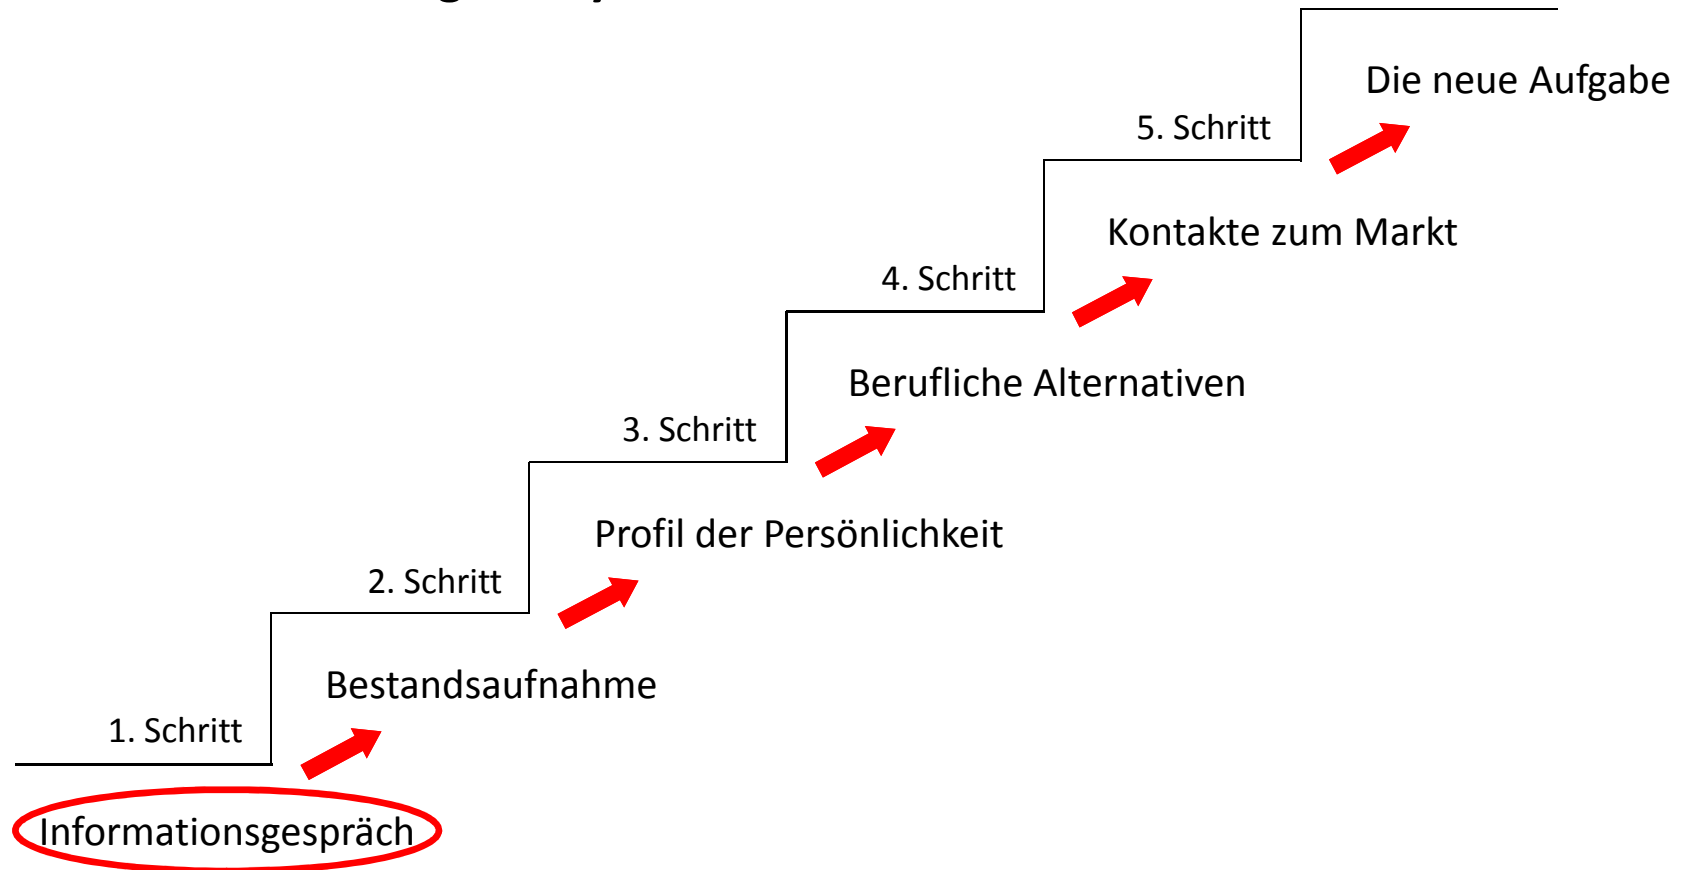 Die neue Aufgabe
5. Schritt
Kontakte zum Markt
4. Schritt
Berufliche Alternativen
3. Schritt
Profil der Persönlichkeit
2. Schritt
Bestandsaufnahme
1. Schritt
Informationsgespräch